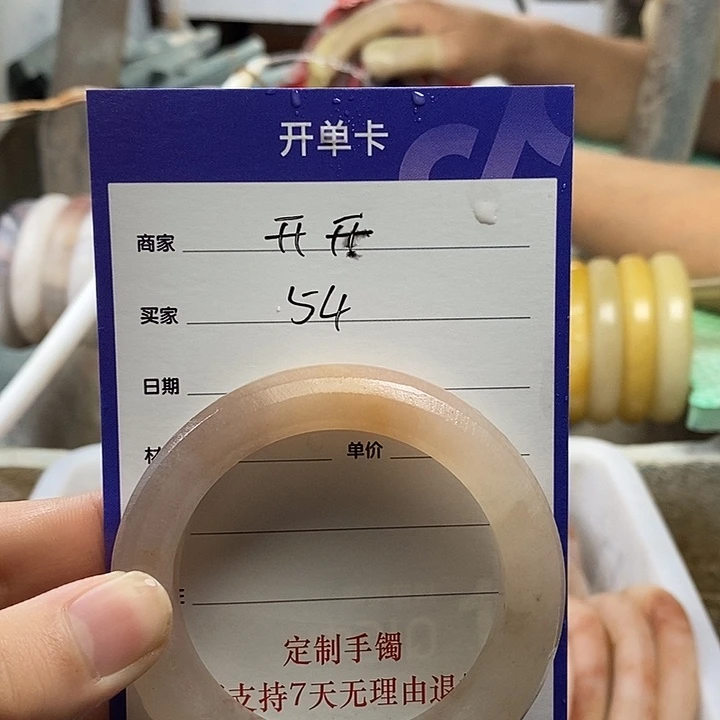 开单卡
商家 开开
买家 54
日期
单价
定制手镯
支持7天无理由退